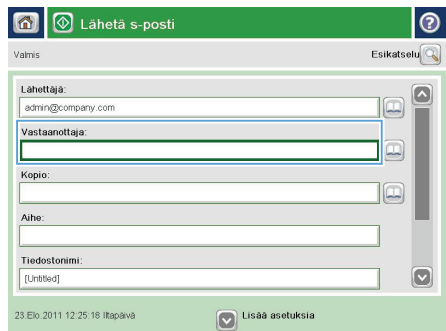 Lähetä s-posti
?
Valmis
Esikatselu
Lähettäjä:
admin@company.com
Vastaanottaja:
Kopio:
Aihe:
Tiedostonimi:
[Untitled]
23.Elo.2011 12:25:16 Iltapäivä
Lisää asetuksia